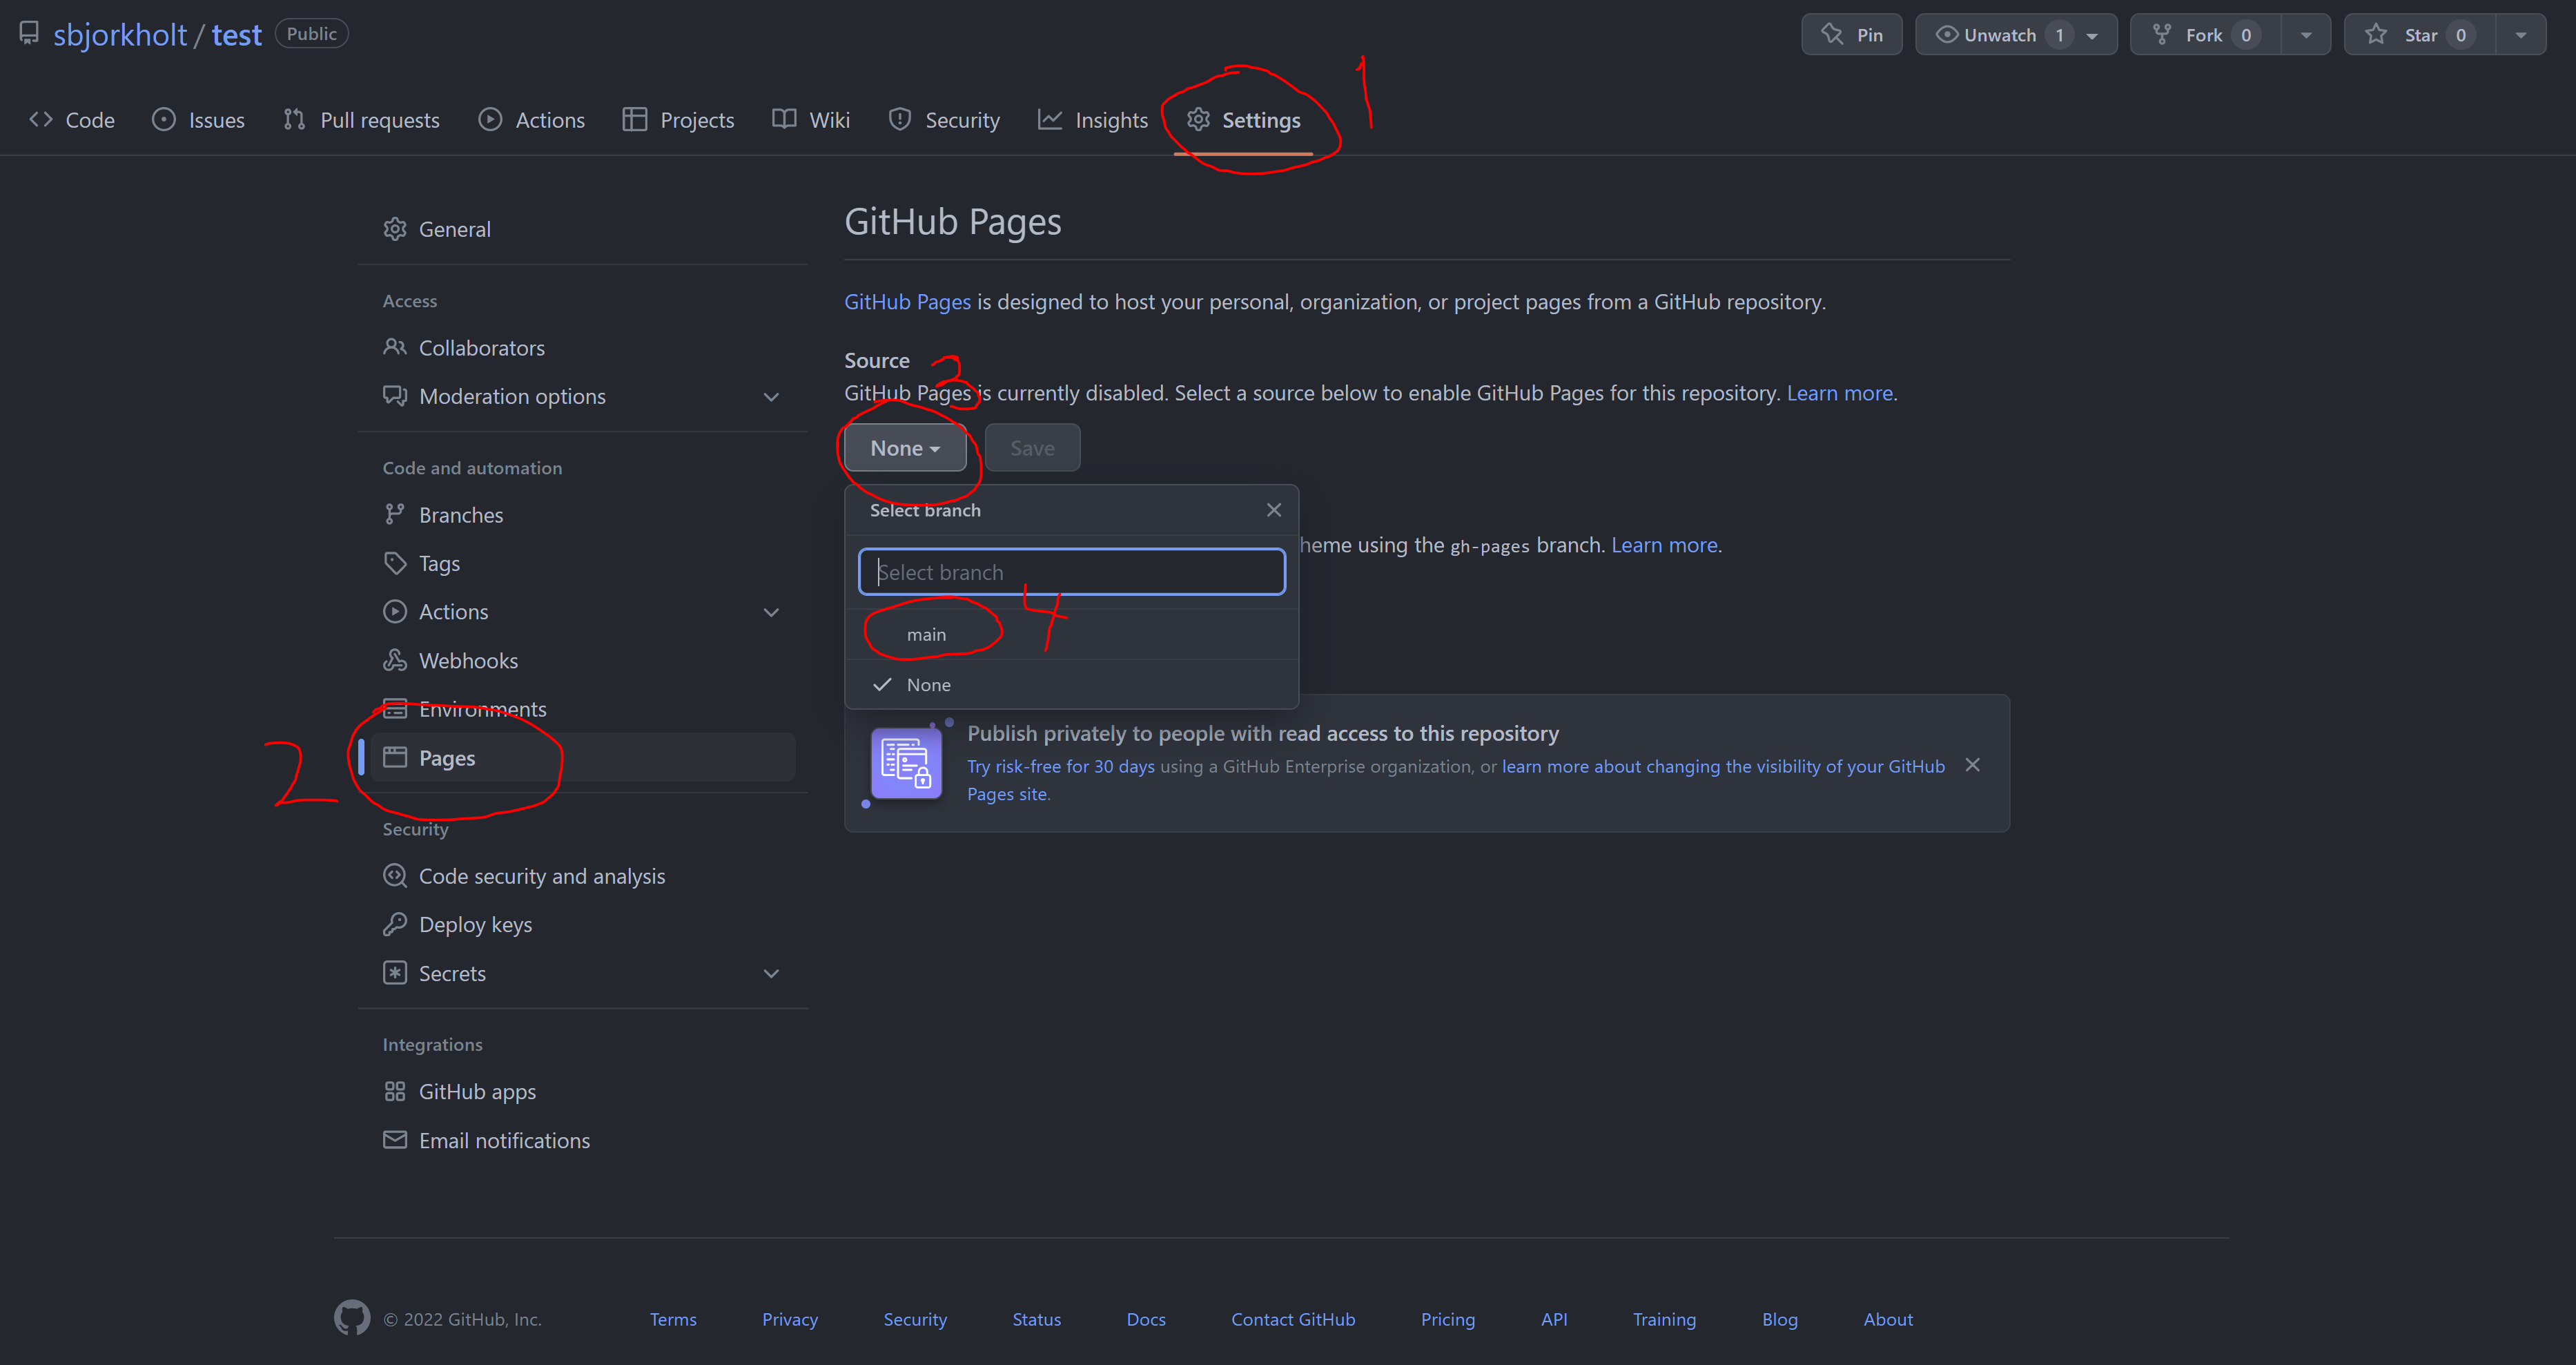 sbjorkholt / test Public
Pin Unwatch 1 Fork 0 Star 0
Code Issues Pull requests Actions Projects Wiki Security Insights Settings 1
General
Access
Collaborators
Moderation options
Code and automation
Branches
Tags
Actions
Webhooks
Environments
2 Pages
Security
Code security and analysis
Deploy keys
Secrets
Integrations
GitHub apps
Email notifications
GitHub Pages
GitHub Pages is designed to host your personal, organization, or project pages from a GitHub repository.
Source 3
GitHub Pages is currently disabled. Select a source below to enable GitHub Pages for this repository. Learn more.
None Save
Select branch
heme using the gh-pages branch. Learn more.
Select branch
main 4
None
Publish privately to people with read access to this repository
Try risk-free for 30 days using a GitHub Enterprise organization, or learn more about changing the visibility of your GitHub
Pages site.
© 2022 GitHub, Inc. Terms Privacy Security Status Docs Contact GitHub Pricing API Training Blog About